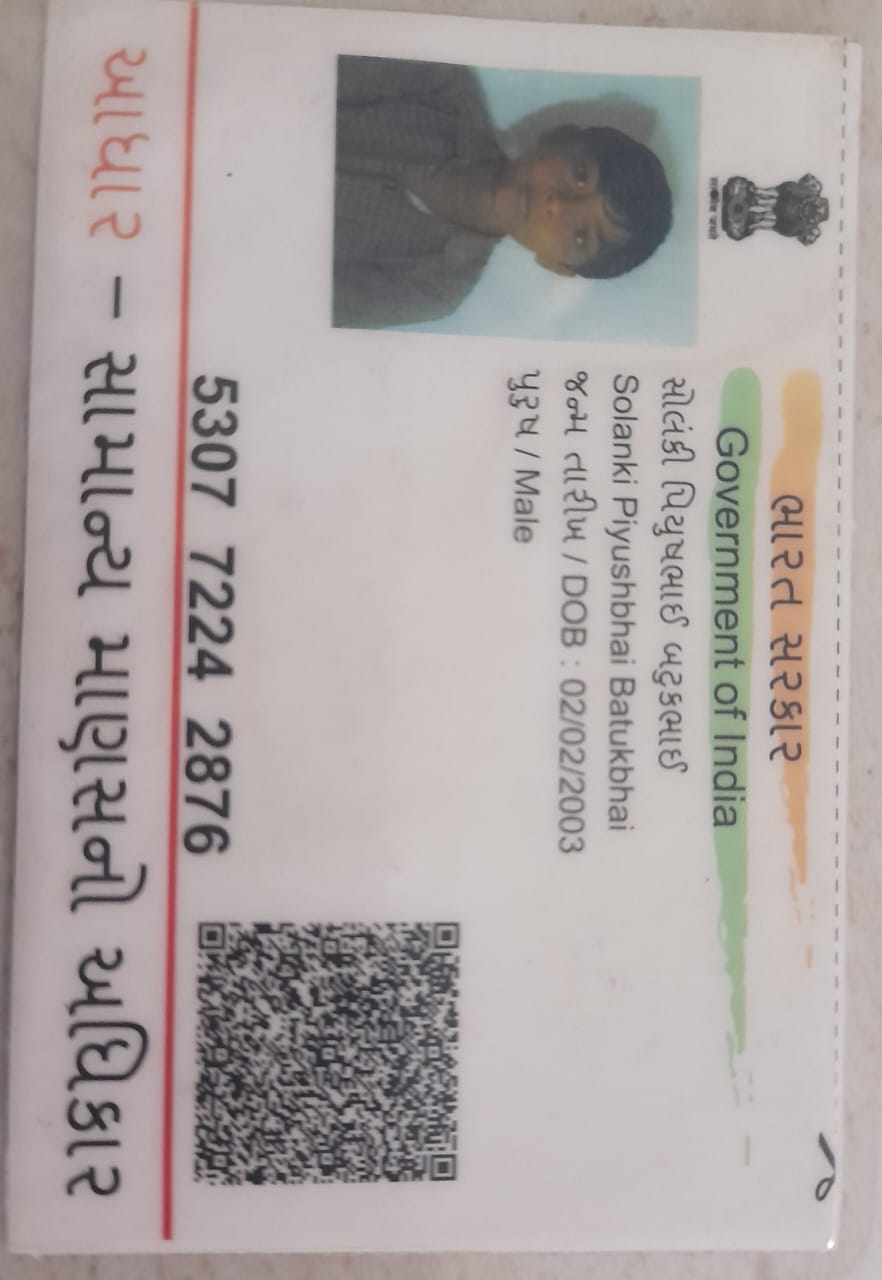 ભારત સરકાર
Government of India
સોલંકી પિયુષભાઈ બટુકભાઈ
Solanki Piyushbhai Batukbhai
જન્મ તારીખ / DOB : 02/02/2003
પુરુષ / Male
5307 7224 2876
આધાર – સામાન્ય માણસનો અધિકાર